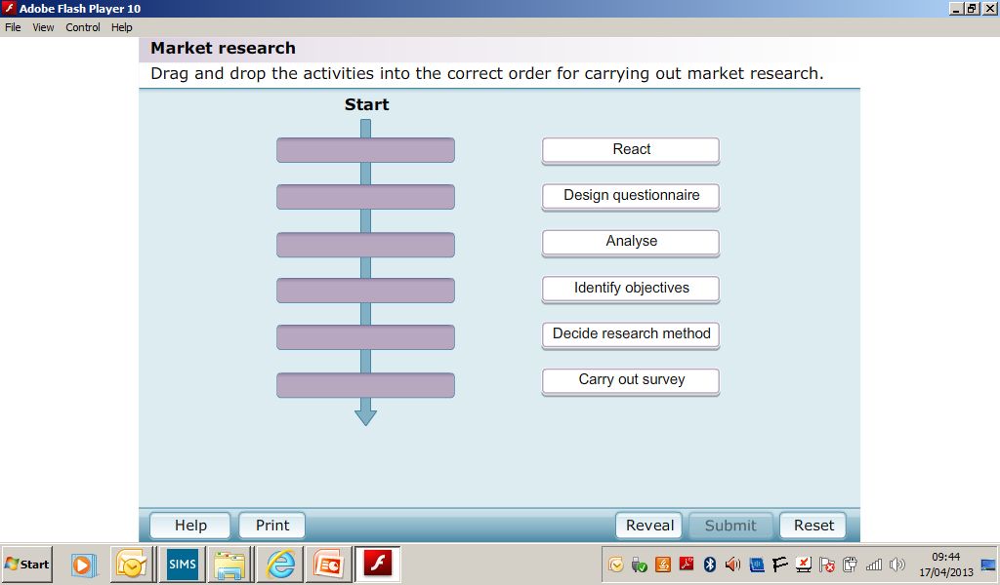 Adobe Flash Player 10
File View Control Help
Market research
Drag and drop the activities into the correct order for carrying out market research.
Start
React
Design questionnaire
Analyse
Identify objectives
Decide research method
Carry out survey
Help Print Reveal Submit Reset
Start SIMS 09:44
17/04/2013